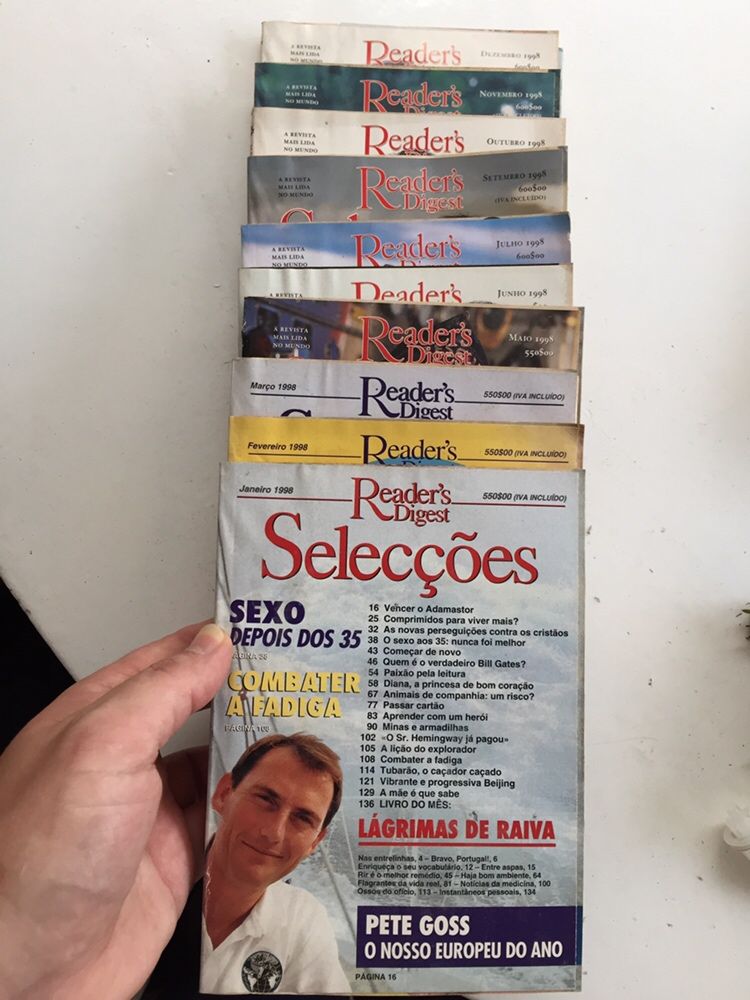 A REVISTA
MAIS LIDA
NO MUNDO
Reader's
DEZEMBRO 1998
600$00
A REVISTA
MAIS LIDA
NO MUNDO
Reader's
Digest
NOVEMBRO 1998
600$00
A REVISTA
MAIS LIDA
NO MUNDO
Reader's
OUTUBRO 1998
A REVISTA
MAIS LIDA
NO MUNDO
Reader's
Digest
SETEMBRO 1998
600$00
(IVA INCLUÍDO)
A REVISTA
MAIS LIDA
NO MUNDO
Reader's
JULHO 1998
600$00
A REVISTA
Reader's
JUNHO 1998
A REVISTA
MAIS LIDA
NO MUNDO
Reader's
Digest
MAIO 1998
550$00
Março 1998
Reader's
Digest
550$00 (IVA INCLUÍDO)
Fevereiro 1998
Reader's
550$00 (IVA INCLUÍDO)
Janeiro 1998
Reader's
Digest
550$00 (IVA INCLUÍDO)
Selecções
SEXO
DEPOIS DOS 35
PÁGINA 38
COMBATER
A FADIGA
PÁGINA 108
16 Vencer o Adamastor
25 Comprimidos para viver mais?
32 As novas perseguições contra os cristãos
38 O sexo aos 35: nunca foi melhor
43 Começar de novo
46 Quem é o verdadeiro Bill Gates?
54 Paixão pela leitura
58 Diana, a princesa de bom coração
67 Animais de companhia: um risco?
77 Passar cartão
83 Aprender com um herói
90 Minas e armadilhas
102 «O Sr. Hemingway já pagou»
105 A lição do explorador
108 Combater a fadiga
114 Tubarão, o caçador caçado
121 Vibrante e progressiva Beijing
129 A mãe é que sabe
136 LIVRO DO MÊS:
LÁGRIMAS DE RAIVA
Nas entrelinhas, 4 – Bravo, Portugal!, 6
Enriqueça o seu vocabulário, 12 – Entre aspas, 15
Rir é o melhor remédio, 45 – Haja bom ambiente, 64
Flagrantes da vida real, 81 – Notícias da medicina, 100
Ossos do ofício, 113 – Instantâneos pessoais, 134
PETE GOSS
O NOSSO EUROPEU DO ANO
PÁGINA 16